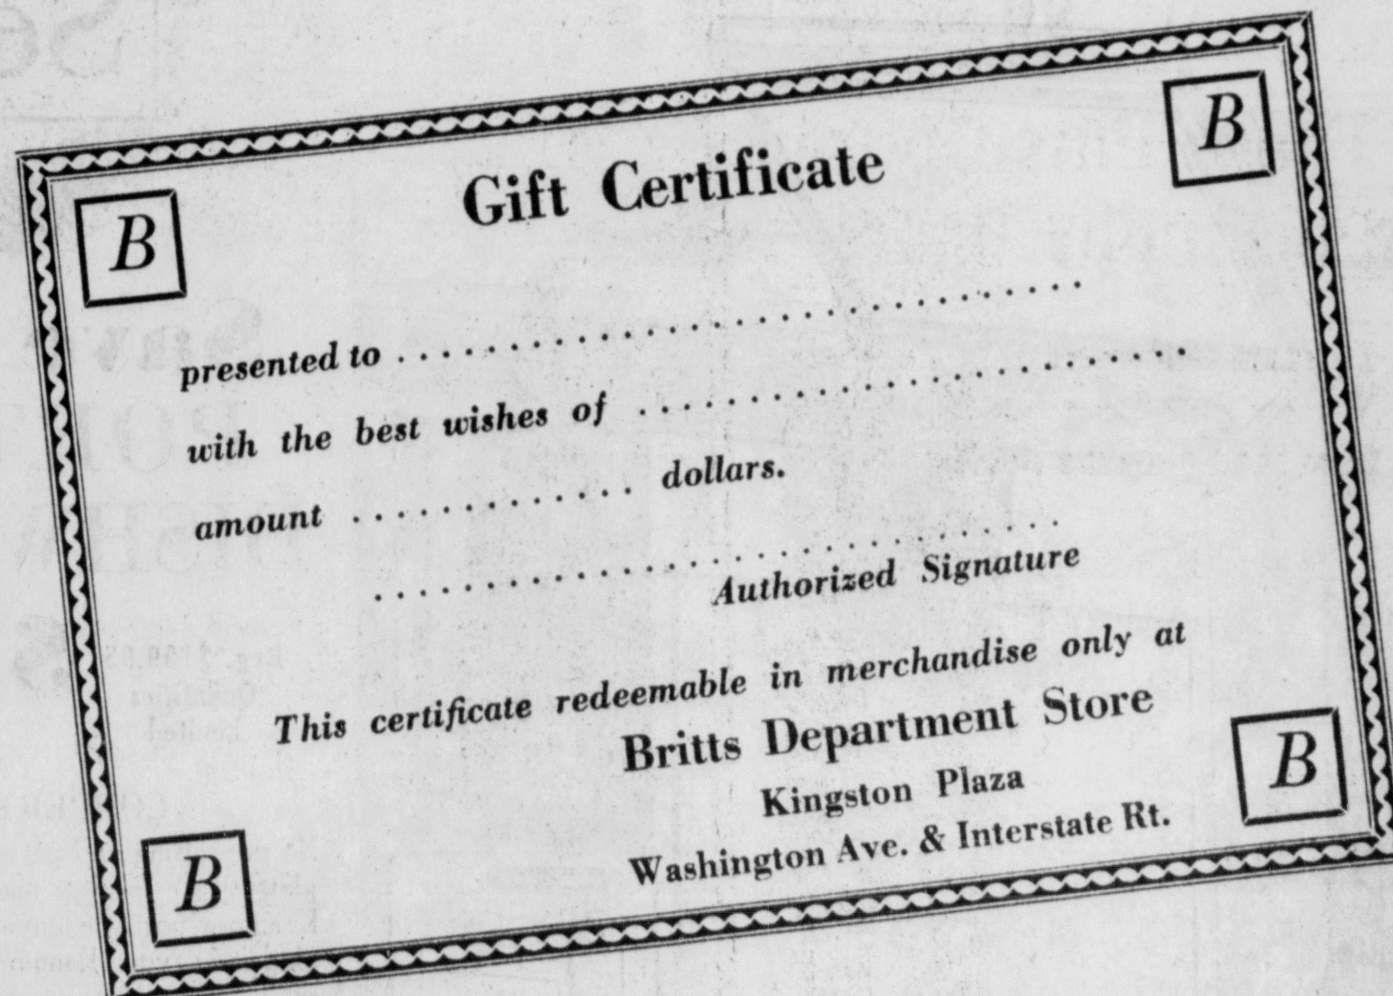 B
B
Gift Certificate
presented to ..............................
with the best wishes of .........................
amount ............. dollars.
...............................
Authorized Signature
This certificate redeemable in merchandise only at
Britts Department Store
Kingston Plaza
Washington Ave. & Interstate Rt.
B
B